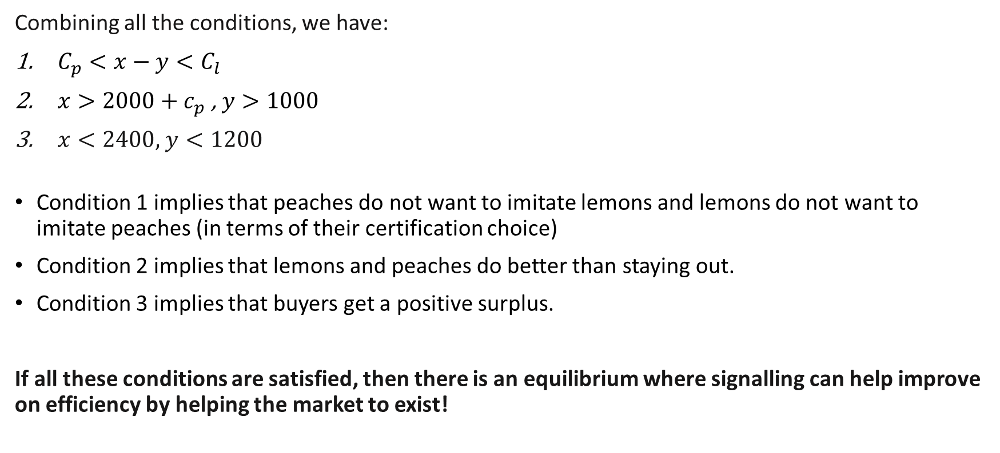 Combining all the conditions, we have:
1. C_p < x − y < C_l
2. x > 2000 + c_p , y > 1000
3. x < 2400, y < 1200
• Condition 1 implies that peaches do not want to imitate lemons and lemons do not want to
imitate peaches (in terms of their certification choice)
• Condition 2 implies that lemons and peaches do better than staying out.
• Condition 3 implies that buyers get a positive surplus.
If all these conditions are satisfied, then there is an equilibrium where signalling can help improve
on efficiency by helping the market to exist!